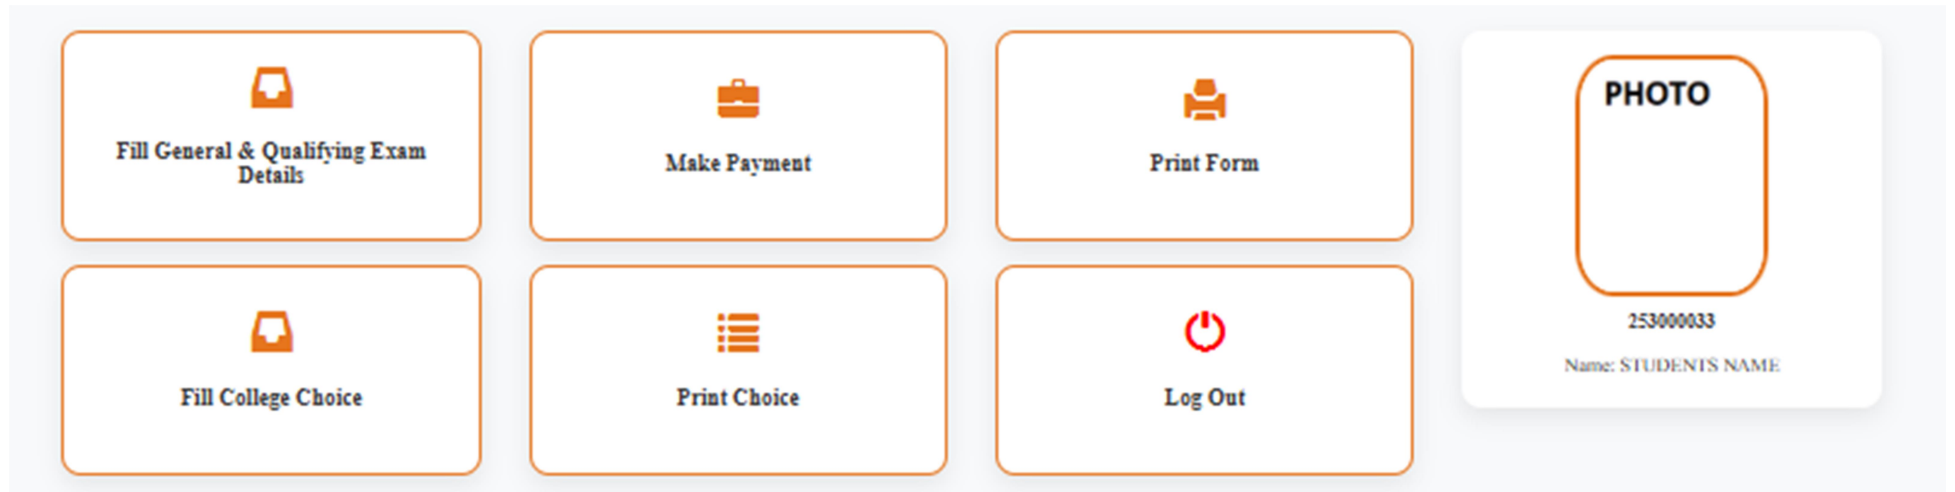 Fill General & Qualifying Exam
Details
Make Payment
Print Form
PHOTO
253000033
Name: STUDENTS NAME
Fill College Choice
Print Choice
Log Out